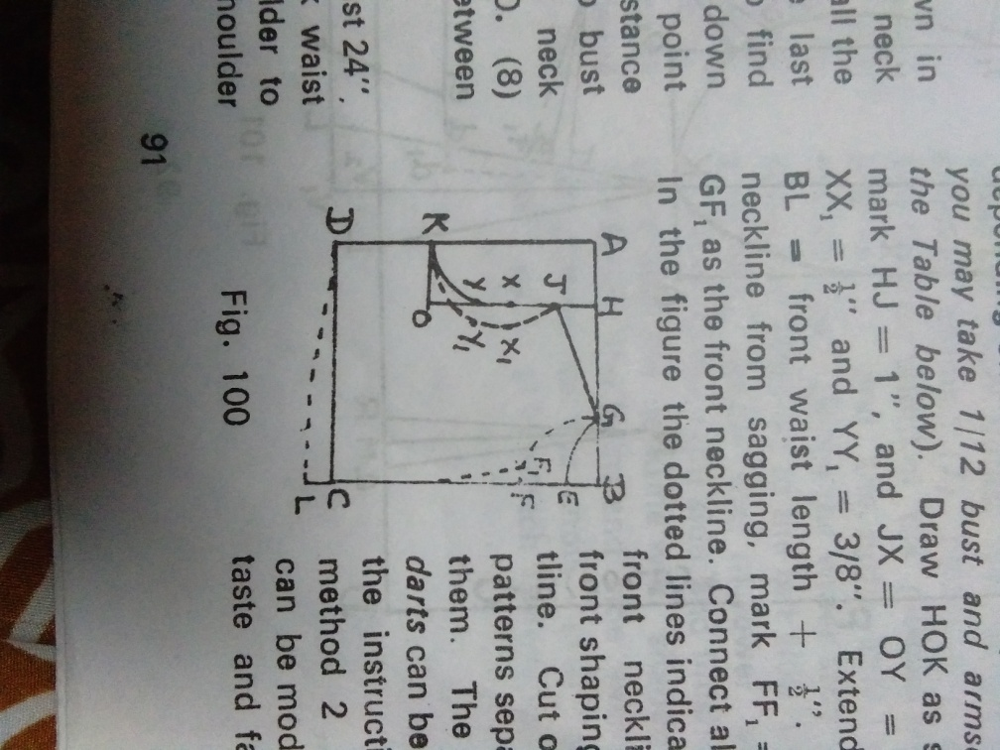 wn in
neck
all the
last
find
down
point
stance
bust
neck
D. (8)
etween
st 24″.
waist
lder to
houlder
91
you may take 1/12 bust and arms
the Table below). Draw HOK as
mark HJ = 1″, and JX = OY =
XX₁ = ½″ and YY₁ = 3/8″. Extend
BL = front waist length + ½″.
neckline from sagging, mark FF₁ =
GF₁ as the front neckline. Connect al
In the figure the dotted lines indica
front neckli
front shaping
tline. Cut o
patterns sepa
them. The
darts can be
the instructi
method 2
can be mod
taste and fa
A H G B
J
X X₁
Y Y₁
E
F₁ F
K O
D C
L
Fig. 100